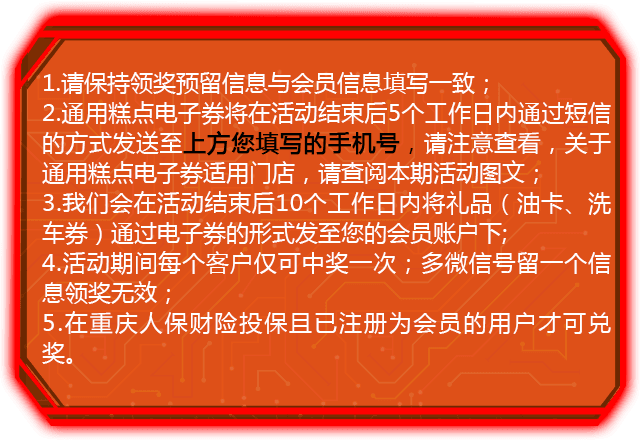 1.请保持领奖预留信息与会员信息填写一致；
2.通用糕点电子券将在活动结束后5个工作日内通过短信
的方式发送至上方您填写的手机号，请注意查看，关于
通用糕点电子券适用门店，请查阅本期活动图文；
3.我们会在活动结束后10个工作日内将礼品（油卡、洗
车券）通过电子券的形式发至您的会员账户下;
4.活动期间每个客户仅可中奖一次；多微信号留一个信
息领奖无效；
5.在重庆人保财险投保且已注册为会员的用户才可兑
奖。